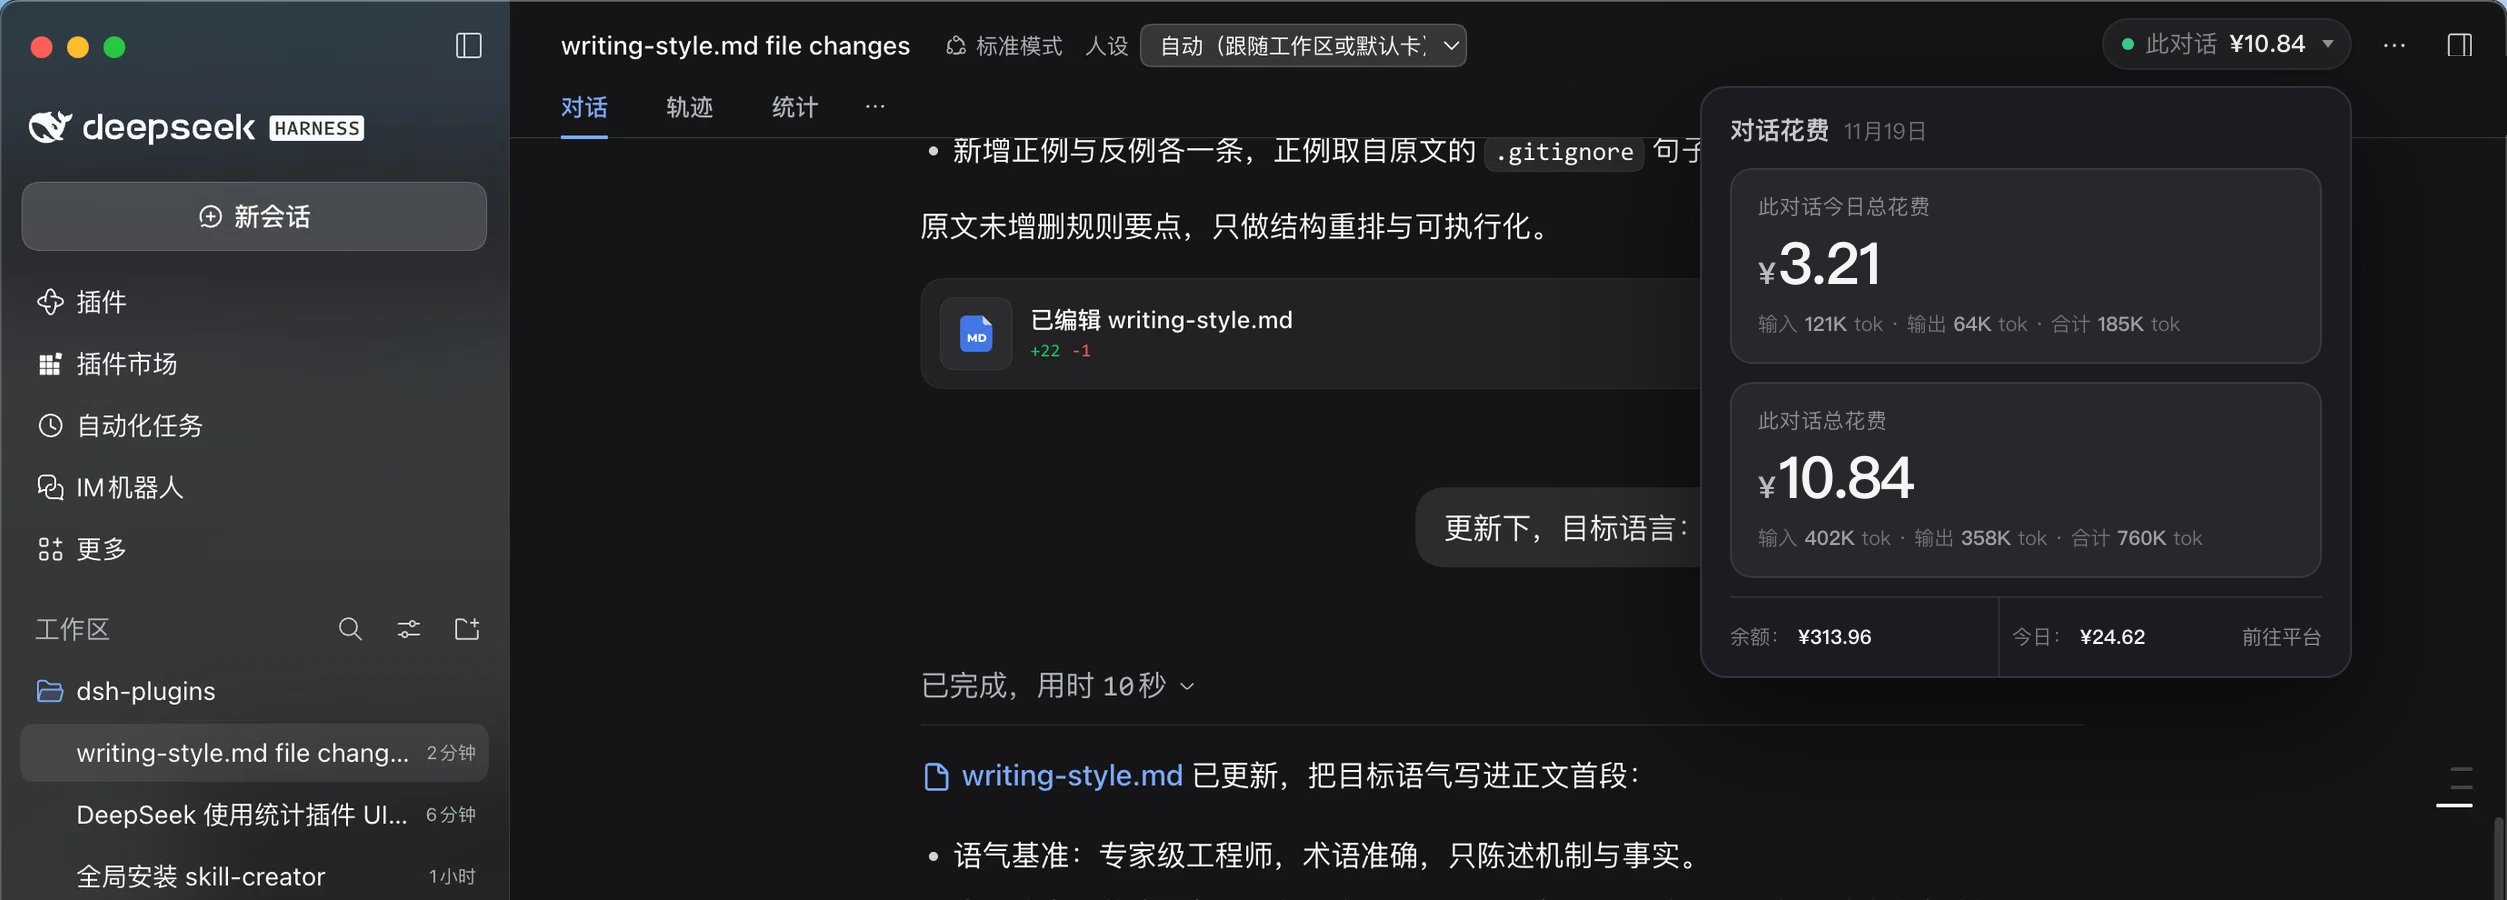 deepseek HARNESS
新会话
插件
插件市场
自动化任务
IM机器人
更多
工作区
dsh-plugins
writing-style.md file chang... 2分钟
DeepSeek 使用统计插件 UI... 6分钟
全局安装 skill-creator 1小时
writing-style.md file changes 标准模式 人设 自动（跟随工作区或默认卡）
此对话 ¥10.84
对话 轨迹 统计 ...
新增正例与反例各一条，正例取自原文的 .gitignore 句子
原文未增删规则要点，只做结构重排与可执行化。
已编辑 writing-style.md
MD
+22 -1
更新下，目标语言：
已完成，用时 10秒
writing-style.md 已更新，把目标语气写进正文首段：
语气基准：专家级工程师，术语准确，只陈述机制与事实。
对话花费 11月19日
此对话今日总花费
¥3.21
输入 121K tok · 输出 64K tok · 合计 185K tok
此对话总花费
¥10.84
输入 402K tok · 输出 358K tok · 合计 760K tok
余额： ¥313.96 今日： ¥24.62 前往平台